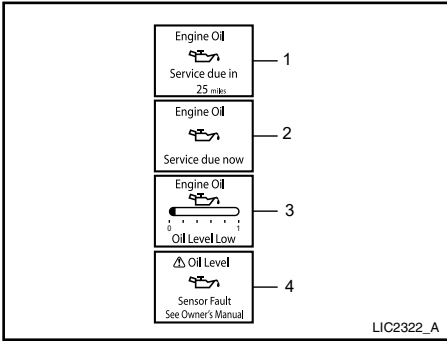 Engine Oil
Service due in
25 miles
1
Engine Oil
Service due now
2
Engine Oil
0 1
Oil Level Low
3
⚠ Oil Level
Sensor Fault
See Owner's Manual
4
LIC2322_A